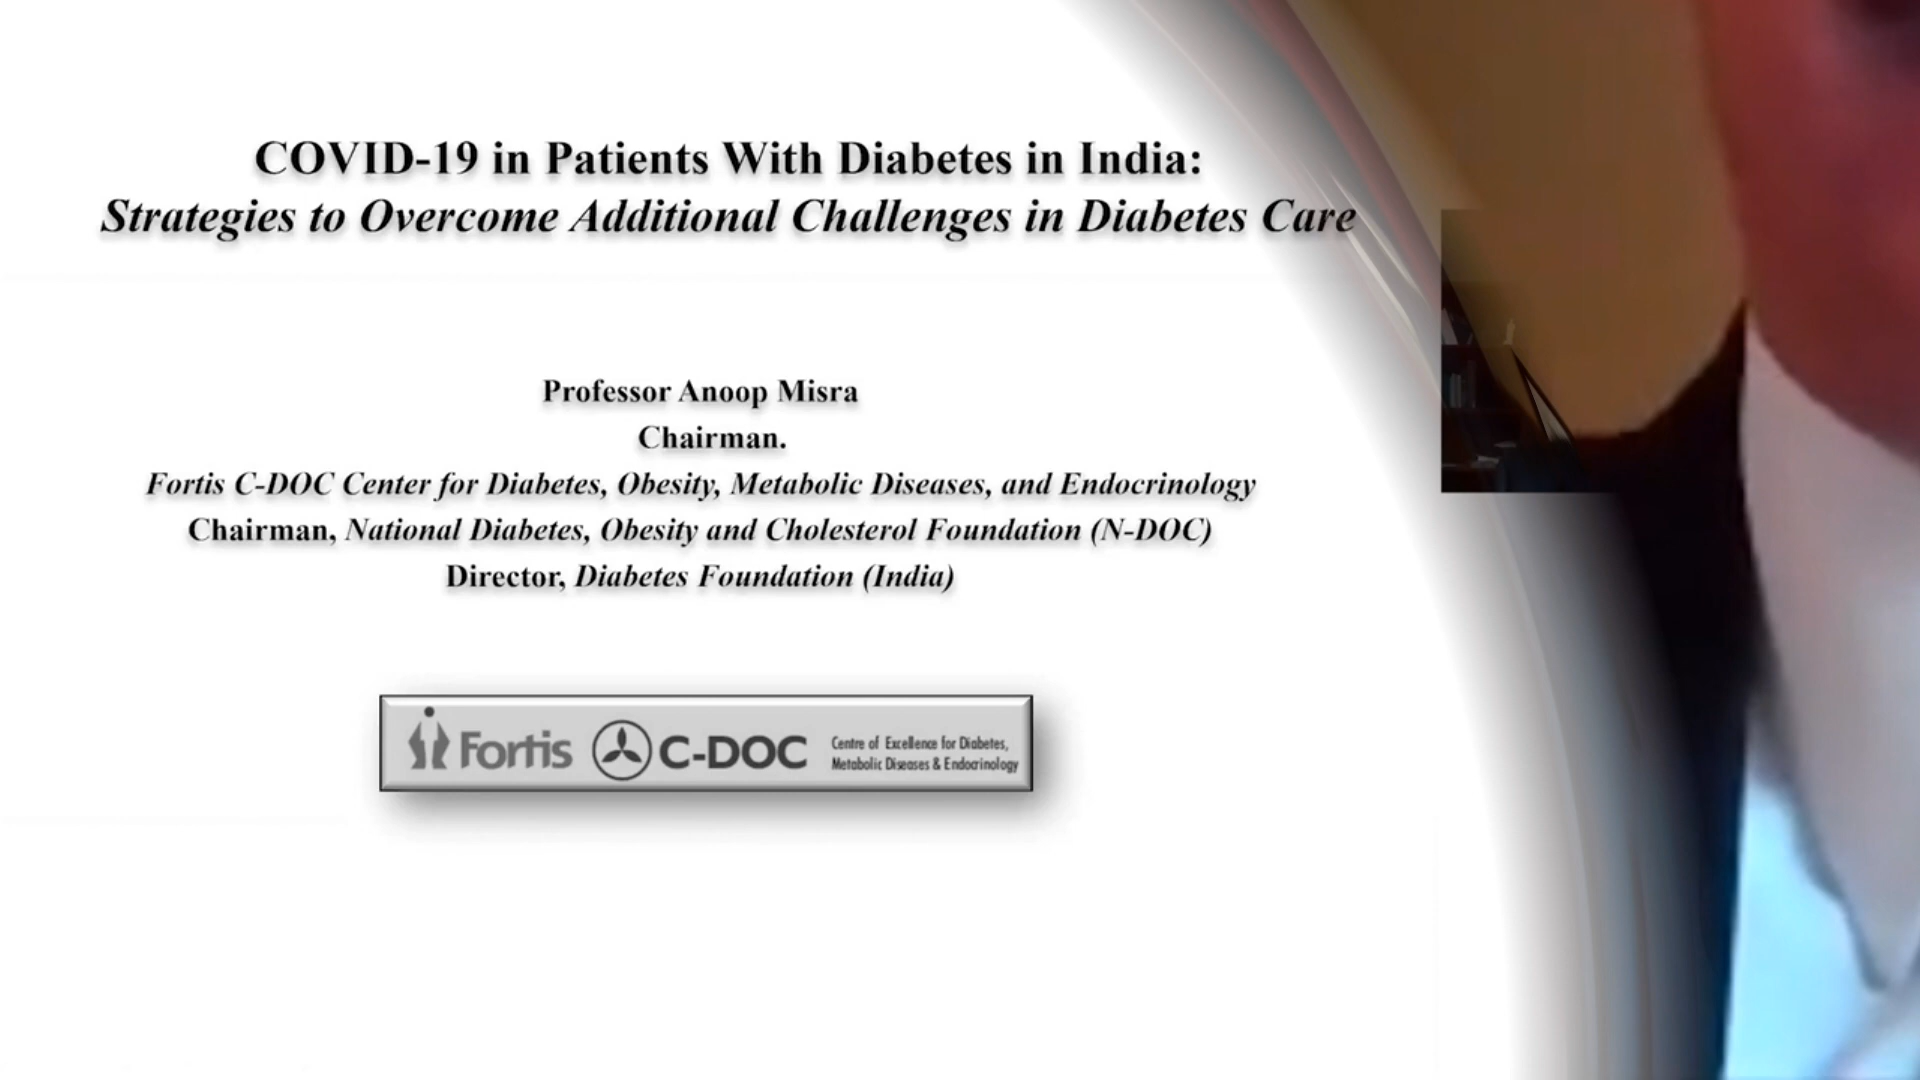 COVID-19 in Patients With Diabetes in India:
Strategies to Overcome Additional Challenges in Diabetes Care
Professor Anoop Misra
Chairman.
Fortis C-DOC Center for Diabetes, Obesity, Metabolic Diseases, and Endocrinology
Chairman, National Diabetes, Obesity and Cholesterol Foundation (N-DOC)
Director, Diabetes Foundation (India)
Fortis C-DOC Centre of Excellence for Diabetes,
Metabolic Diseases & Endocrinology